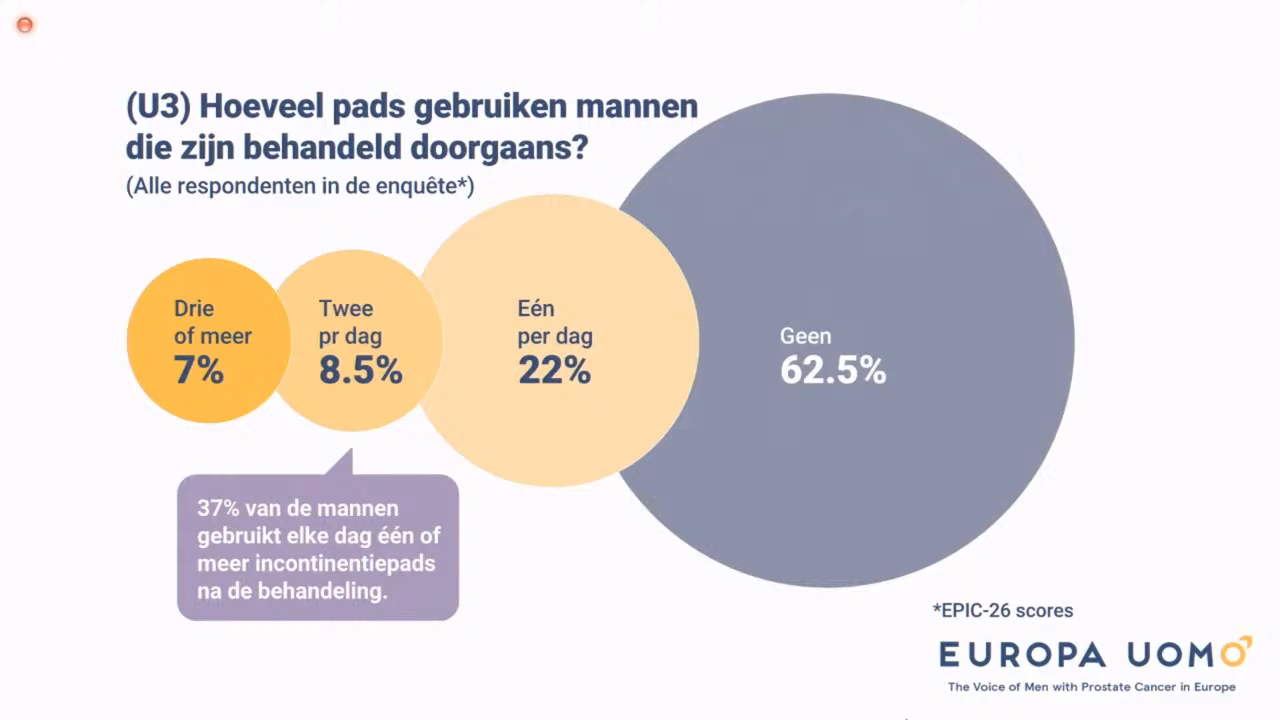 (U3) Hoeveel pads gebruiken mannen
die zijn behandeld doorgaans?
(Alle respondenten in de enquête*)
Drie
of meer
7%
Twee
pr dag
8.5%
Eén
per dag
22%
Geen
62.5%
37% van de mannen
gebruikt elke dag één of
meer incontinentiepads
na de behandeling.
*EPIC-26 scores
EUROPA UOMO
The Voice of Men with Prostate Cancer in Europe